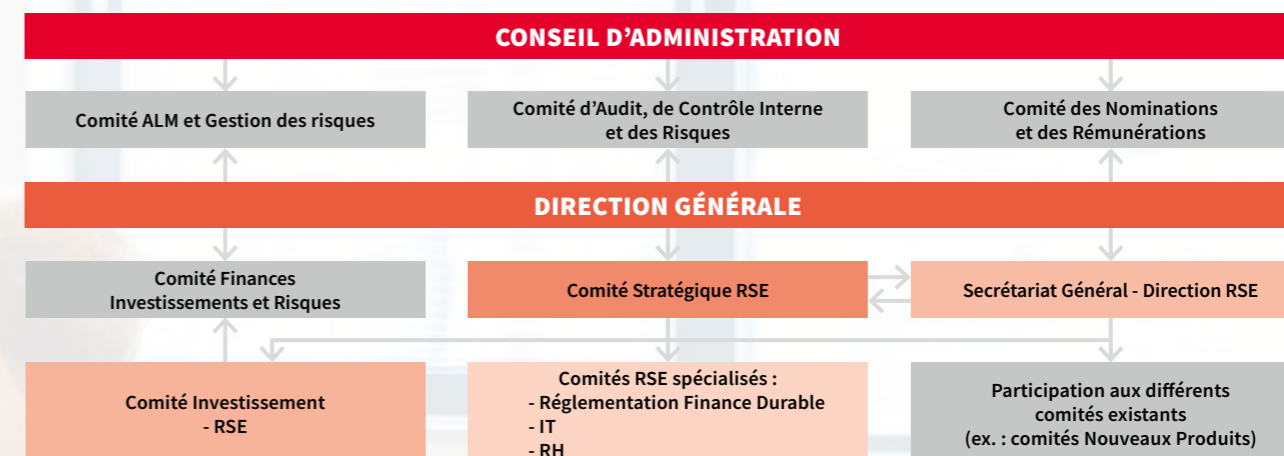 CONSEIL D’ADMINISTRATION
Comité ALM et Gestion des risques
Comité d’Audit, de Contrôle Interne
et des Risques
Comité des Nominations
et des Rémunérations
DIRECTION GÉNÉRALE
Comité Finances
Investissements et Risques
Comité Stratégique RSE
Secrétariat Général - Direction RSE
Comité Investissement
- RSE
Comités RSE spécialisés :
- Réglementation Finance Durable
- IT
- RH
Participation aux différents
comités existants
(ex. : comités Nouveaux Produits)